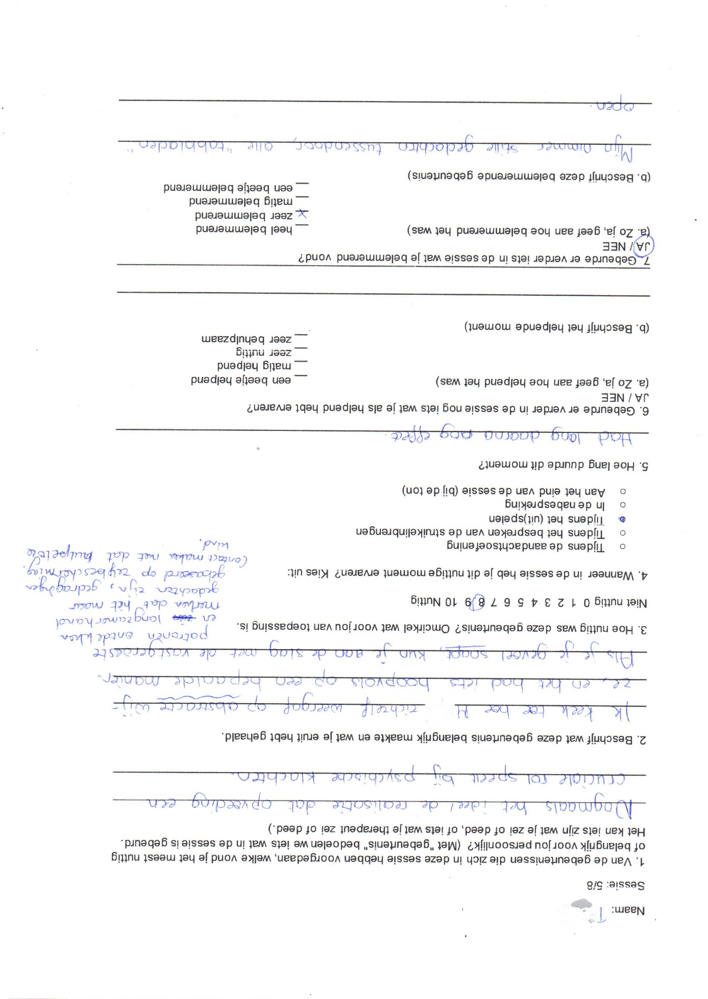 Naam: T
Sessie: 5/8
1. Van de gebeurtenissen die zich in deze sessie hebben voorgedaan, welke vond je het meest nuttig
of belangrijk voor jou persoonlijk? (Met "gebeurtenis" bedoelen we iets wat in de sessie is gebeurd.
Het kan iets zijn wat je zei of deed, of iets wat je therapeut zei of deed.)
Nogmaals het idee/de realisatie dat opvoeding een
cruciale rol speelt bij psychische klachten.
2. Beschrijf wat deze gebeurtenis belangrijk maakte en wat je eruit hebt gehaald.
Ik keek toe hoe M zichzelf weergaf op abstracte wij-
ze, en het had iets hoopvols op een bepaalde manier.
Als je je gevoel snapt, kun je aan de slag met de vastgeroeste
patronen ontdekken
en langzamerhand
merken dat het maar
gedachten zijn, gedragingen
gebaseerd op zelfbescherming.
Contact maken met dat hulpeloze
kind.
3. Hoe nuttig was deze gebeurtenis? Omcirkel wat voor jou van toepassing is.
Niet nuttig 0 1 2 3 4 5 6 7 8 9 10 Nuttig
4. Wanneer in de sessie heb je dit nuttige moment ervaren? Kies uit:
○ Tijdens de aandachtsoefening
○ Tijdens het bespreken van de struikelinbrengen
● Tijdens het (uit)spelen
○ In de nabespreking
○ Aan het eind van de sessie (bij de ton)
5. Hoe lang duurde dit moment?
Had lang daarna nog effect.
6. Gebeurde er verder in de sessie nog iets wat je als helpend hebt ervaren?
JA / NEE
(a. Zo ja, geef aan hoe helpend het was) __ een beetje helpend
__ matig helpend
__ zeer nuttig
__ zeer behulpzaam
(b. Beschrijf het helpende moment)
7. Gebeurde er verder iets in de sessie wat je belemmerend vond?
JA / NEE
(a. Zo ja, geef aan hoe belemmerend het was) __ heel belemmerend
x zeer belemmerend
__ matig belemmerend
__ een beetje belemmerend
(b. Beschrijf deze belemmerende gebeurtenis)
Mijn nimmer stille gedachten tussendoor, alle "tabbladen"
open.